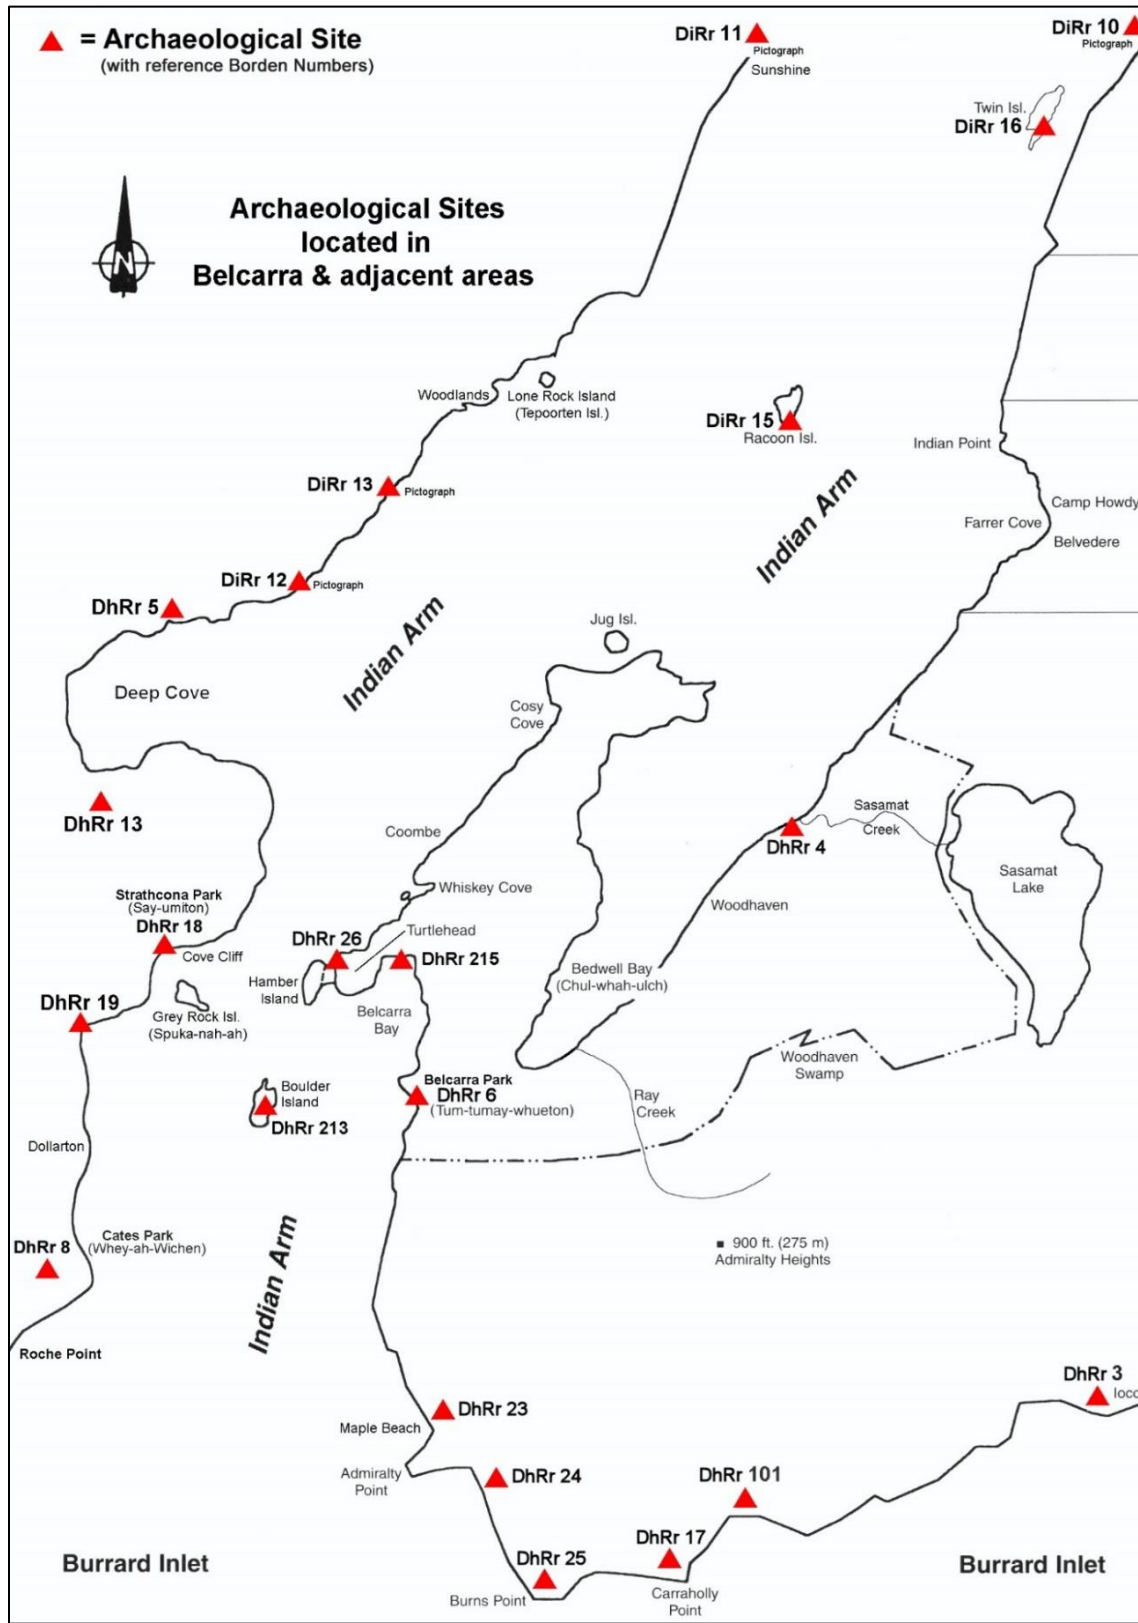 = Archaeological Site
(with reference Borden Numbers)
DiRr 11
Pictograph
Sunshine
DiRr 10
Pictograph
Twin Isl.
DiRr 16
Archaeological Sites
located in
Belcarra & adjacent areas
N
Woodlands
Lone Rock Island
(Tepoorten Isl.)
DiRr 15
Racoon Isl.
Indian Point
DiRr 13
Pictograph
Indian Arm
Camp Howdy
Farrer Cove
Belvedere
DiRr 12
Pictograph
DhRr 5
Jug Isl.
Indian Arm
Deep Cove
Cosy
Cove
DhRr 13
Coombe
Sasamat
Creek
DhRr 4
Sasamat
Lake
Whiskey Cove
Woodhaven
Strathcona Park
(Say-umiton)
DhRr 18
Cove Cliff
Turtlehead
DhRr 26
DhRr 215
Hamber
Island
Bedwell Bay
(Chul-whah-ulch)
Belcarra
Bay
DhRr 19
Grey Rock Isl.
(Spuka-nah-ah)
Woodhaven
Swamp
Boulder
Island
DhRr 213
Belcarra Park
DhRr 6
(Tum-tumay-whueton)
Ray
Creek
Dollarton
Cates Park
(Whey-ah-Wichen)
DhRr 8
900 ft. (275 m)
Admiralty Heights
Indian Arm
Roche Point
DhRr 3
Ioco
DhRr 23
Maple Beach
Admiralty
Point
DhRr 24
DhRr 101
DhRr 17
DhRr 25
Burrard Inlet
Burns Point
Carraholly
Point
Burrard Inlet